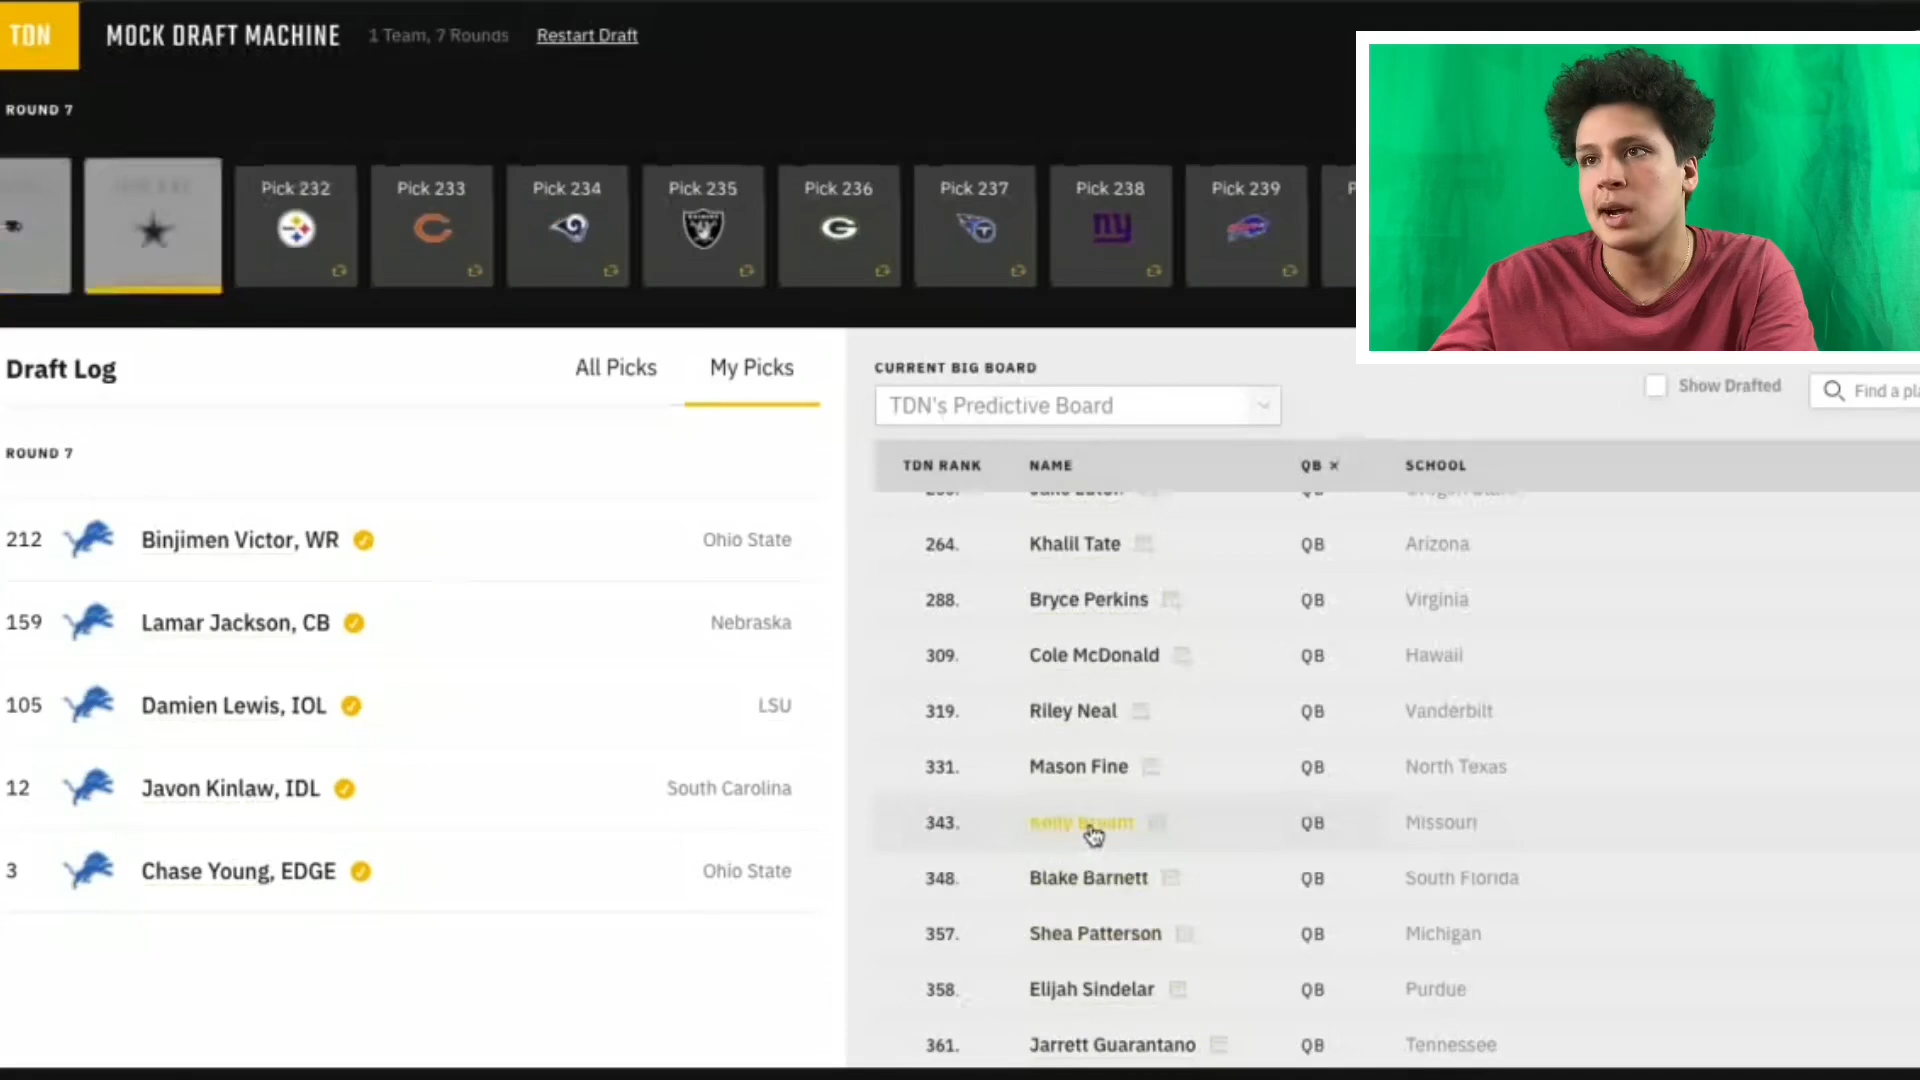 TDN
MOCK DRAFT MACHINE 1 Team, 7 Rounds Restart Draft
ROUND 7
Pick 232 Pick 233 Pick 234 Pick 235 Pick 236 Pick 237 Pick 238 Pick 239 P
ny
Draft Log All Picks My Picks
ROUND 7
212 Binjimen Victor, WR Ohio State
159 Lamar Jackson, CB Nebraska
105 Damien Lewis, IOL LSU
12 Javon Kinlaw, IDL South Carolina
3 Chase Young, EDGE Ohio State
CURRENT BIG BOARD
TDN's Predictive Board
Show Drafted
Find a pla
TDN RANK NAME QB × SCHOOL
264. Khalil Tate QB Arizona
288. Bryce Perkins QB Virginia
309. Cole McDonald QB Hawaii
319. Riley Neal QB Vanderbilt
331. Mason Fine QB North Texas
343. QB Missouri
348. Blake Barnett QB South Florida
357. Shea Patterson QB Michigan
358. Elijah Sindelar QB Purdue
361. Jarrett Guarantano QB Tennessee